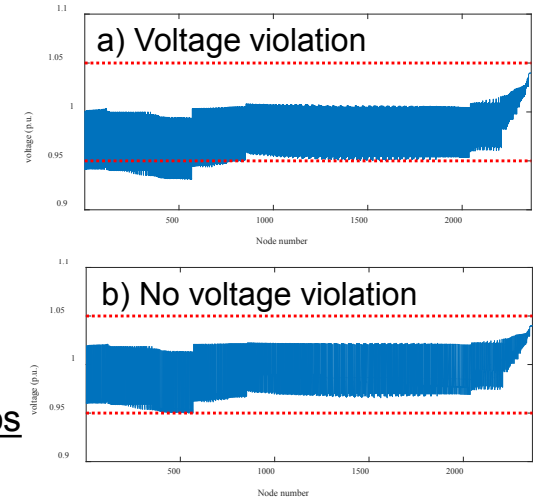 1.1
a) Voltage violation
1.05
1
voltage (p.u.)
0.95
0.9
500 1000 1500 2000
Node number
1.1
b) No voltage violation
1.05
1
voltage (p.u.)
0.95
0.9
500 1000 1500 2000
Node number